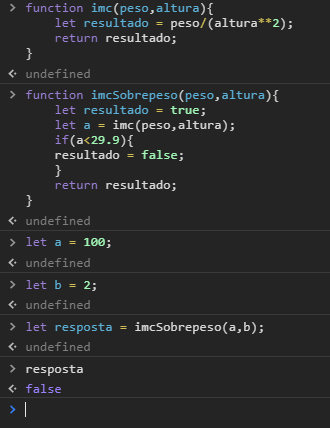 > function imc(peso,altura){
      let resultado = peso/(altura**2);
      return resultado;
  }
<· undefined
> function imcSobrepeso(peso,altura){
      let resultado = true;
      let a = imc(peso,altura);
      if(a<29.9){
      resultado = false;
      }
      return resultado;
  }
<· undefined
> let a = 100;
<· undefined
> let b = 2;
<· undefined
> let resposta = imcSobrepeso(a,b);
<· undefined
> resposta
<· false
>